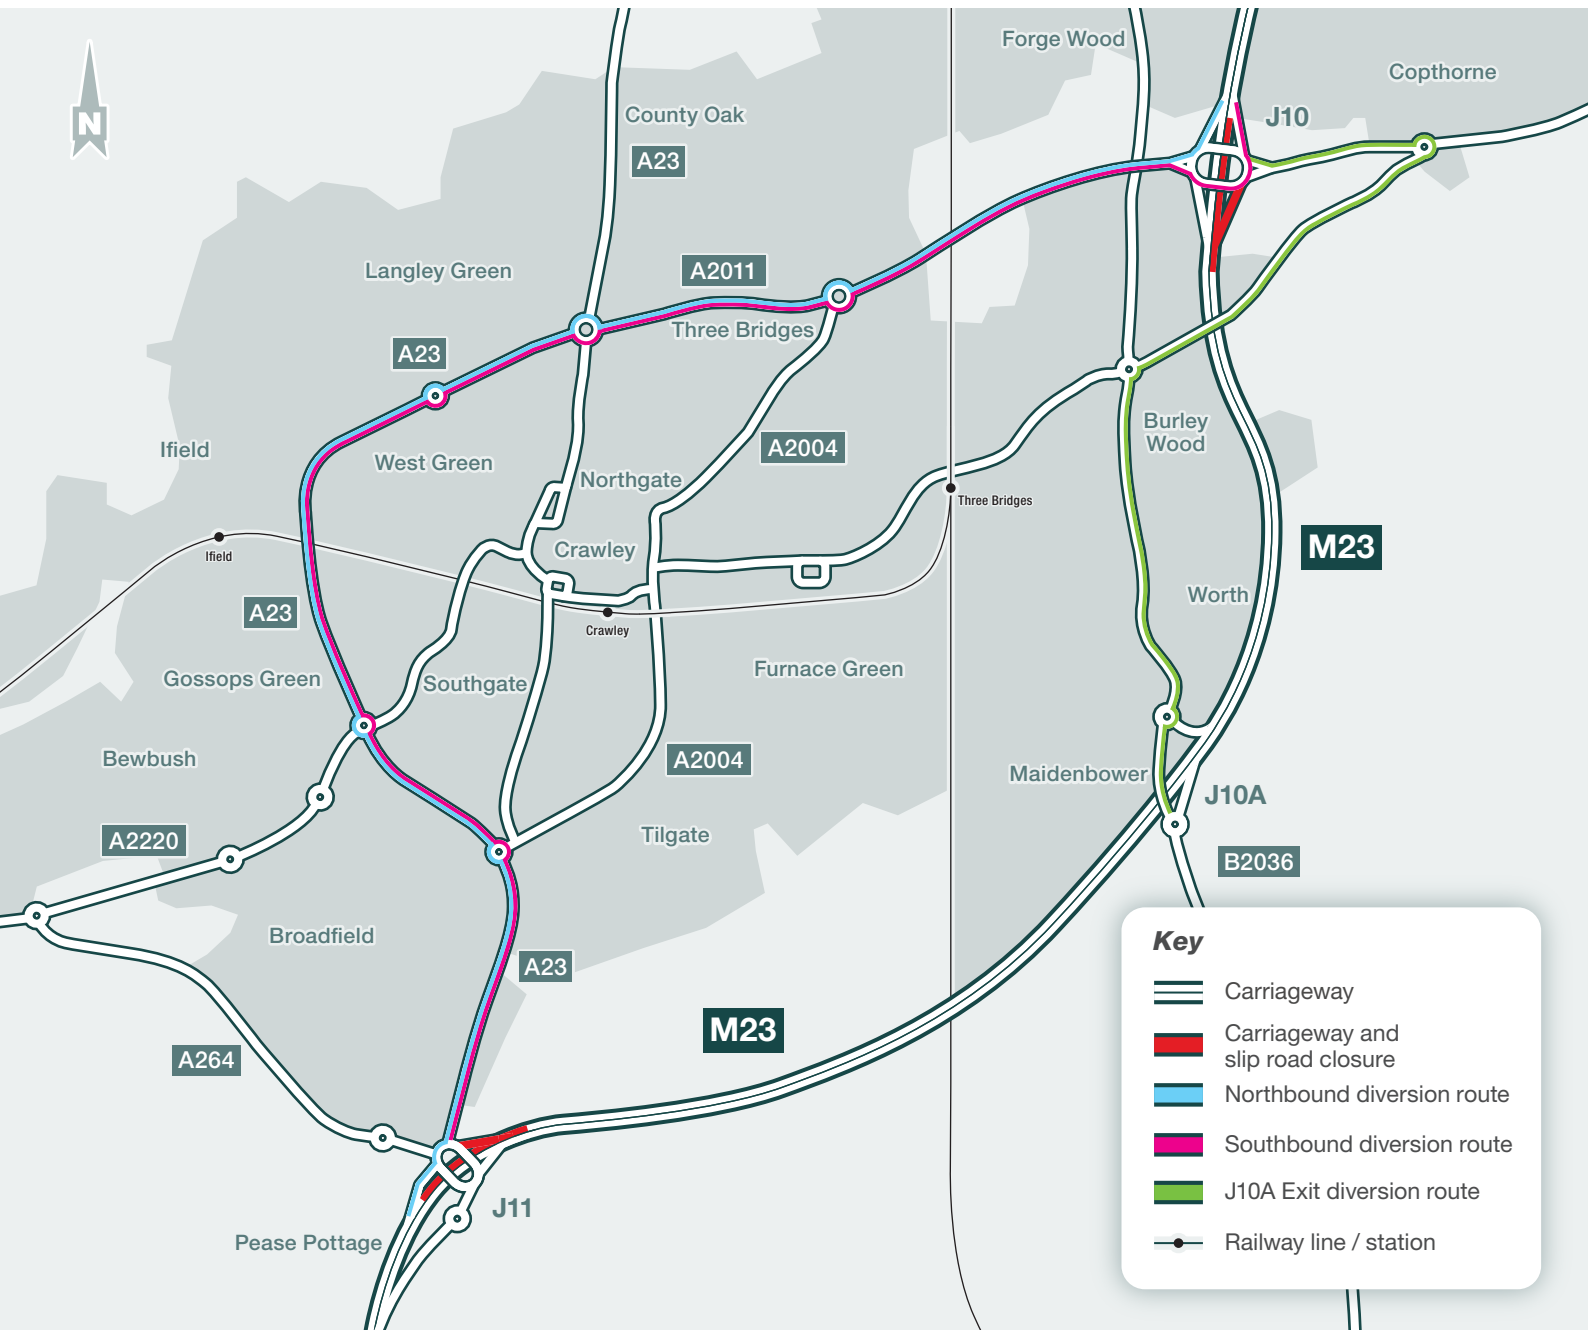 Forge Wood
Copthorne
N
County Oak
J10
A23
Langley Green
A2011
Three Bridges
A23
Burley
Wood
Ifield
West Green
A2004
Northgate
Three Bridges
M23
Crawley
Ifield
Worth
A23
Crawley
Furnace Green
Gossops Green
Southgate
Bewbush
A2004
Maidenbower
J10A
A2220
Tilgate
B2036
Broadfield
A23
M23
A264
J11
Pease Pottage
Key
Carriageway
Carriageway and
slip road closure
Northbound diversion route
Southbound diversion route
J10A Exit diversion route
Railway line / station